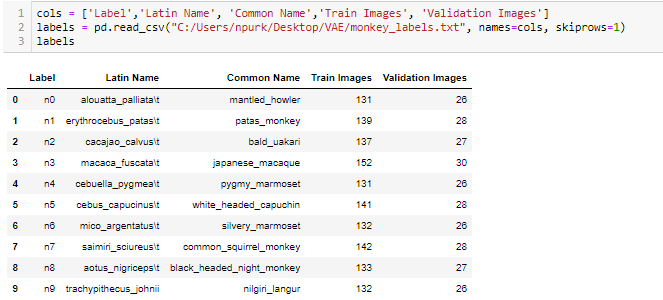 1 cols = ['Label','Latin Name', 'Common Name','Train Images', 'Validation Images']
2 labels = pd.read_csv("C:/Users/npurk/Desktop/VAE/monkey_labels.txt", names=cols, skiprows=1)
3 labels
Label Latin Name Common Name Train Images Validation Images
0 n0 alouatta_palliata\t mantled_howler 131 26
1 n1 erythrocebus_patas\t patas_monkey 139 28
2 n2 cacajao_calvus\t bald_uakari 137 27
3 n3 macaca_fuscata\t japanese_macaque 152 30
4 n4 cebuella_pygmea\t pygmy_marmoset 131 26
5 n5 cebus_capucinus\t white_headed_capuchin 141 28
6 n6 mico_argentatus\t silvery_marmoset 132 26
7 n7 saimiri_sciureus\t common_squirrel_monkey 142 28
8 n8 aotus_nigriceps\t black_headed_night_monkey 133 27
9 n9 trachypithecus_johnii nilgiri_langur 132 26